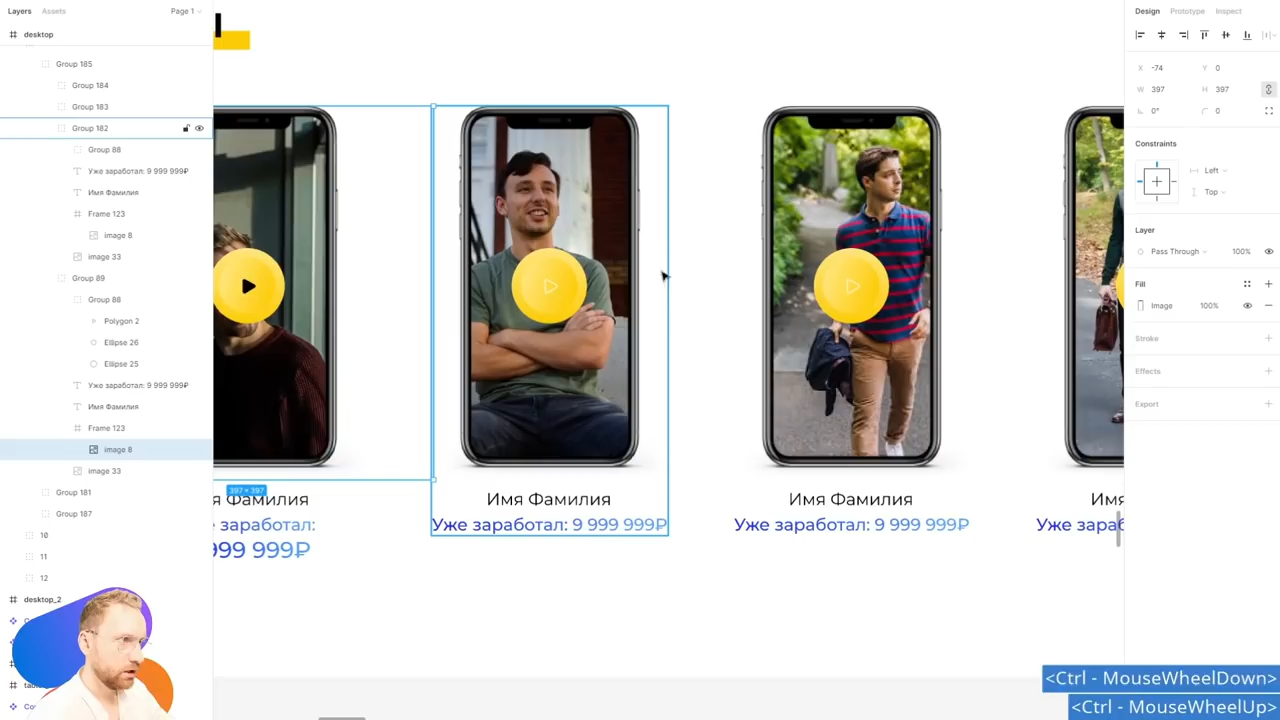 Layers
Assets
Page 1
desktop
Group 185
Group 184
Group 183
Group 182
Group 88
Уже заработал: 9 999 999₽
Имя Фамилия
Frame 123
image 8
image 33
Group 89
Group 88
Polygon 2
Ellipse 26
Ellipse 25
Уже заработал: 9 999 999₽
Имя Фамилия
Frame 123
image 8
image 33
Group 181
Group 187
10
11
12
desktop_2
397 × 397
я Фамилия
заработал:
999 999₽
Имя Фамилия
Уже заработал: 9 999 999₽
Имя Фамилия
Уже заработал: 9 999 999₽
Имя
Уже зараб
Design
Prototype
Inspect
X -74
Y 0
W 397
H 397
0°
0
Constraints
Left
Top
Layer
Pass Through
100%
Fill
Image
100%
Stroke
Effects
Export
<Ctrl - MouseWheelDown>
<Ctrl - MouseWheelUp>